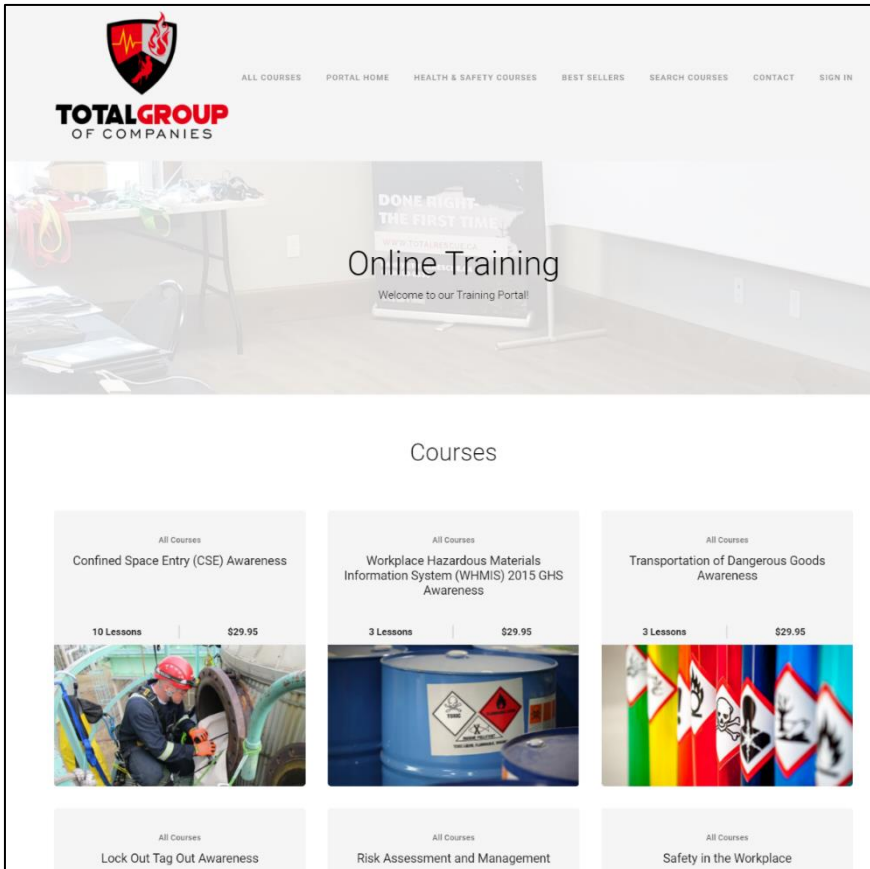 TOTALGROUP
OF COMPANIES
ALL COURSES PORTAL HOME HEALTH & SAFETY COURSES BEST SELLERS SEARCH COURSES CONTACT SIGN IN
DONE RIGHT
THE FIRST TIME
WWW.TOTALRESCUE.CA
Online Training
Welcome to our Training Portal!
Courses
All Courses
Confined Space Entry (CSE) Awareness
10 Lessons $29.95
All Courses
Workplace Hazardous Materials
Information System (WHMIS) 2015 GHS
Awareness
3 Lessons $29.95
TOXIC
All Courses
Transportation of Dangerous Goods
Awareness
3 Lessons $29.95
All Courses
Lock Out Tag Out Awareness
All Courses
Risk Assessment and Management
All Courses
Safety in the Workplace